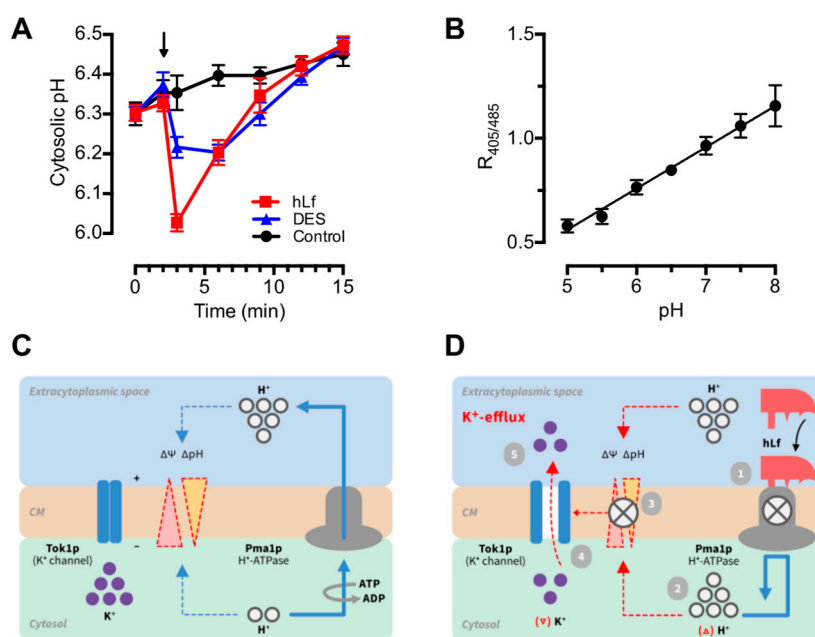 A
6.5
6.4
6.3
6.2
6.1
6.0
Cytosolic pH
hLf
DES
Control
0
5
10
15
Time (min)
B
1.5
1.0
0.5
R405/485
5
6
7
8
pH
C
Extracytoplasmic space
H+
ΔΨ ΔpH
+
CM
–
Tok1p
(K+ channel)
Pma1p
H+-ATPase
K+
ATP
ADP
H+
Cytosol
D
Extracytoplasmic space
K+-efflux
H+
hLf
5
ΔΨ ΔpH
1
CM
3
Tok1p
(K+ channel)
4
Pma1p
H+-ATPase
2
(▿) K+
(▵) H+
Cytosol